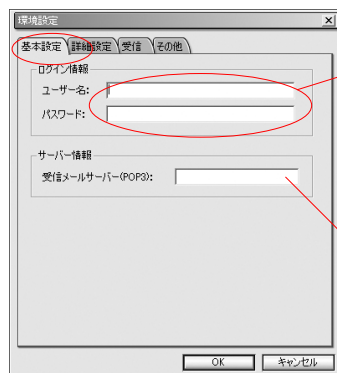 環境設定
基本設定 詳細設定 受信 その他
ログイン情報
ユーザー名:
パスワード:
サーバー情報
受信メールサーバー(POP3):
OK キャンセル